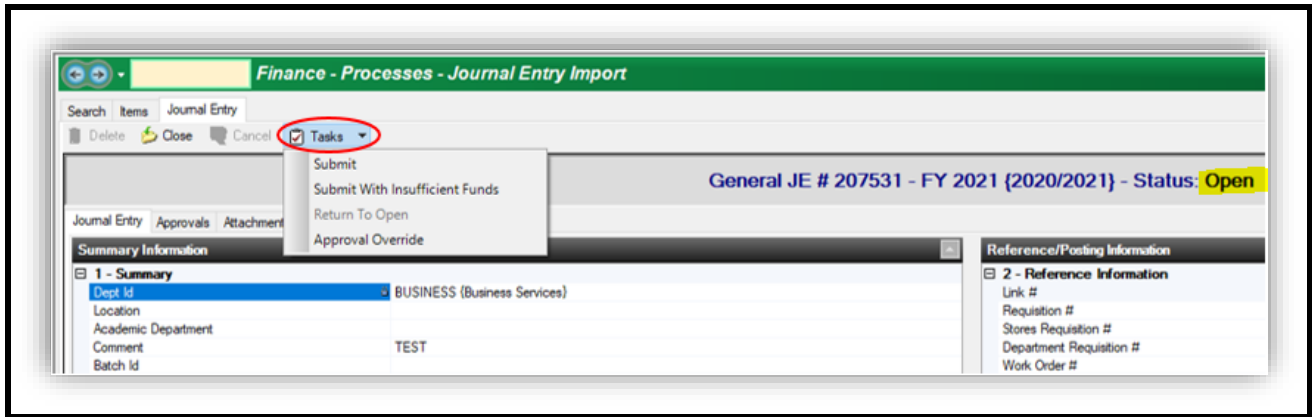 Finance - Processes - Journal Entry Import
Search Items Journal Entry
Delete Close Cancel Tasks
Submit
Submit With Insufficient Funds
Return To Open
Approval Override
General JE # 207531 - FY 2021 {2020/2021} - Status: Open
Journal Entry Approvals Attachment
Summary Information
1 - Summary
Dept Id BUSINESS (Business Services)
Location
Academic Department
Comment TEST
Batch Id
Reference/Posting Information
2 - Reference Information
Link #
Requisition #
Stores Requisition #
Department Requisition #
Work Order #